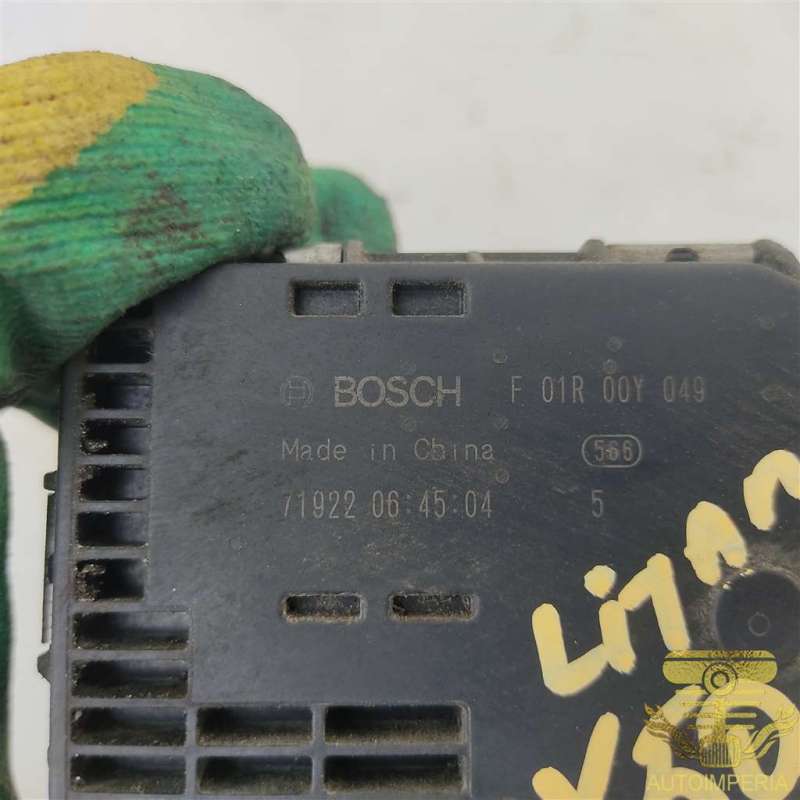 BOSCH F 01R 00Y 049
Made in China 566
71922 06:45:04 5
AUTOIMPERIA